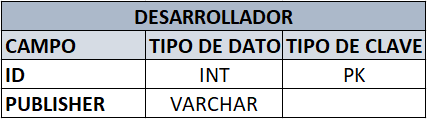 DESARROLLADOR
CAMPO TIPO DE DATO TIPO DE CLAVE
ID INT PK
PUBLISHER VARCHAR